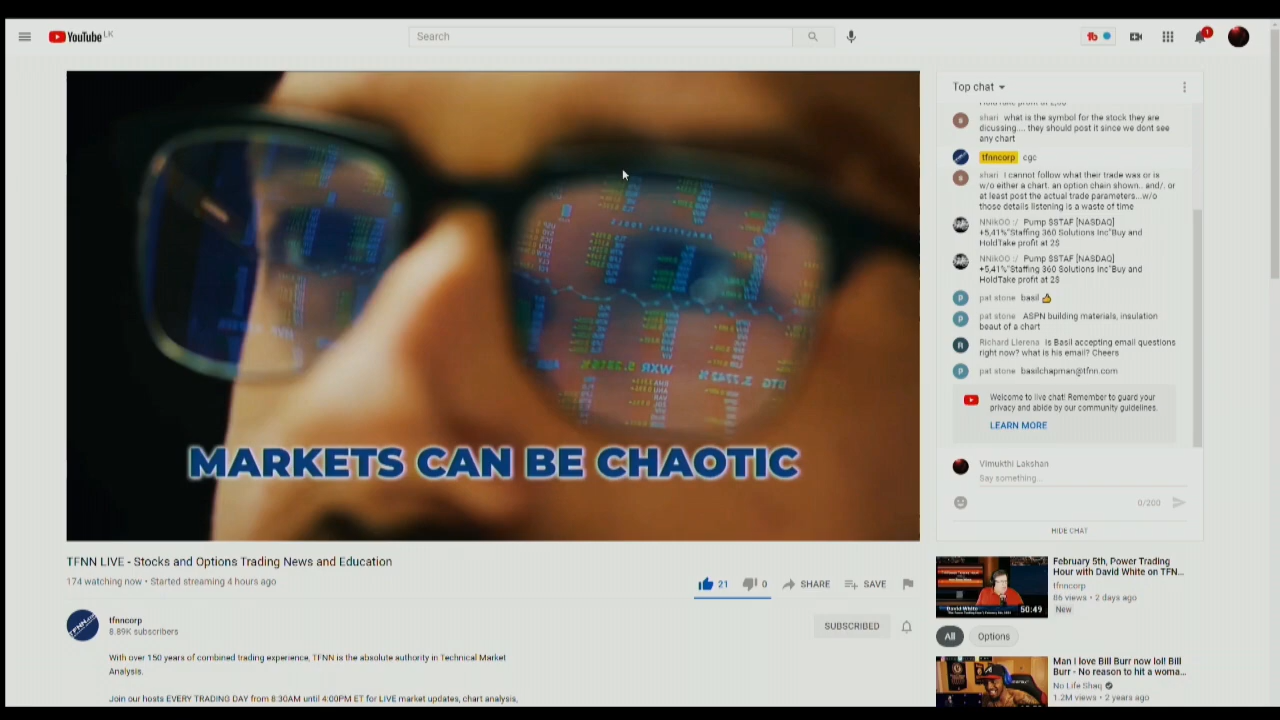 YouTube LK
Search
1
Top chat
shari what is the symbol for the stock they are
dicussing.... they should post it since we dont see
any chart
tfnncorp cgc
shari I cannot follow what their trade was or is
w/o either a chart. an option chain shown.. and/. or
at least post the actual trade parameters...w/o
those details listening is a waste of time
NNikOO :/ Pump $STAF [NASDAQ]
+5,41%"Staffing 360 Solutions Inc"Buy and
HoldTake profit at 2$
NNikOO :/ Pump $STAF [NASDAQ]
+5,41%"Staffing 360 Solutions Inc"Buy and
HoldTake profit at 2$
pat stone basil 👍
pat stone ASPN building materials, insulation
beaut of a chart
Richard Llerena Is Basil accepting email questions
right now? what is his email? Cheers
pat stone basilchapman@tfnn.com
Welcome to live chat! Remember to guard your
privacy and abide by our community guidelines.
LEARN MORE
Vimukthi Lakshan
Say something...
0/200
HIDE CHAT
MARKETS CAN BE CHAOTIC
TFNN LIVE - Stocks and Options Trading News and Education
174 watching now • Started streaming 4 hours ago
21 0 SHARE SAVE
tfnncorp
8.89K subscribers
SUBSCRIBED
With over 150 years of combined trading experience, TFNN is the absolute authority in Technical Market
Analysis.
Join our hosts EVERY TRADING DAY from 8:30AM until 4:00PM ET for LIVE market updates, chart analysis,
February 5th, Power Trading
Hour with David White on TFN...
tfnncorp
86 views • 2 days ago
New
David White
50:49
All Options
Man I love Bill Burr now lol! Bill
Burr - No reason to hit a woma...
No Life Shaq
1.2M views • 2 years ago